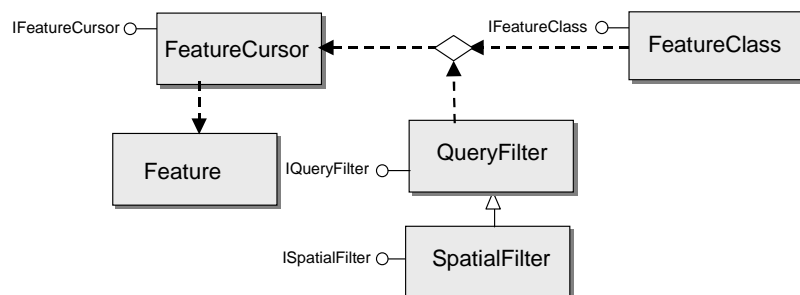 IFeatureCursor
FeatureCursor
IFeatureClass
FeatureClass
Feature
IQueryFilter
QueryFilter
ISpatialFilter
SpatialFilter